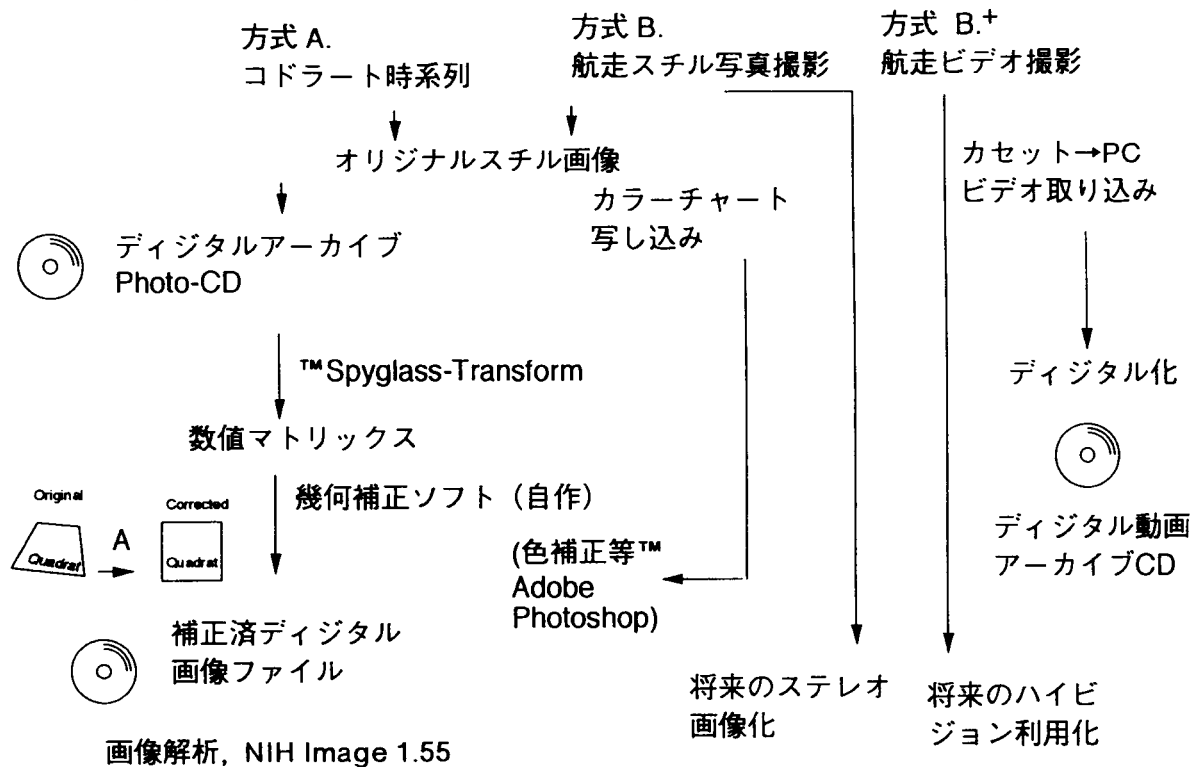 方式 A.
コドラート時系列
方式 B.
航走スチル写真撮影
方式 B.⁺
航走ビデオ撮影
オリジナルスチル画像
カラーチャート
写し込み
カセット→PC
ビデオ取り込み
ディジタルアーカイブ
Photo-CD
™Spyglass-Transform
ディジタル化
数値マトリックス
幾何補正ソフト（自作）
Original
Quadrat
A
Corrected
Quadrat
(色補正等™
Adobe
Photoshop)
ディジタル動画
アーカイブCD
補正済ディジタル
画像ファイル
将来のステレオ
画像化
将来のハイビ
ジョン利用化
画像解析, NIH Image 1.55